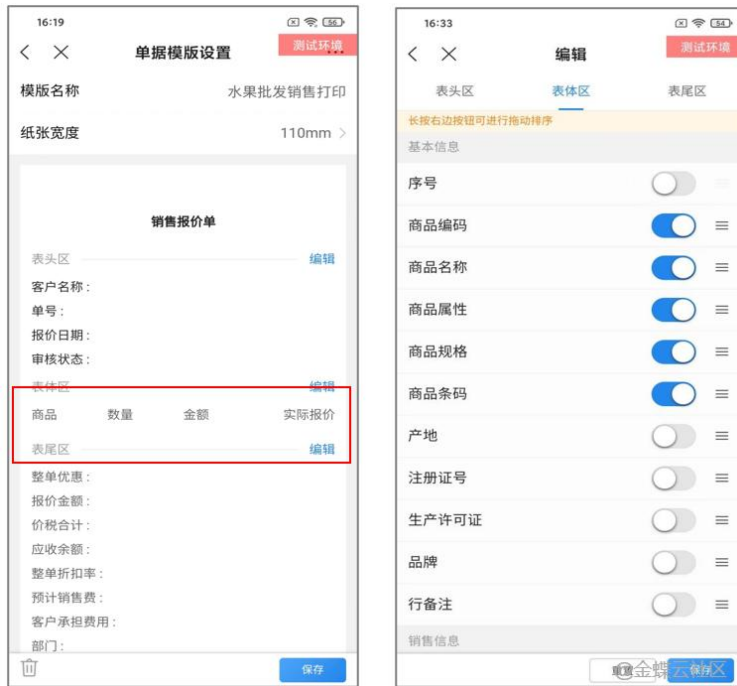 16:19
56
单据模版设置
测试环境
模版名称 水果批发销售打印
纸张宽度 110mm
销售报价单
表头区 编辑
客户名称：
单号：
报价日期：
审核状态：
表体区 编辑
商品 数量 金额 实际报价
表尾区 编辑
整单优惠：
报价金额：
价税合计：
应收余额：
整单折扣率：
预计销售费：
客户承担费用：
部门：
保存
16:33
54
编辑
测试环境
表头区 表体区 表尾区
长按右边按钮可进行拖动排序
基本信息
序号
商品编码
商品名称
商品属性
商品规格
商品条码
产地
注册证号
生产许可证
品牌
行备注
销售信息
@金蝶云社区